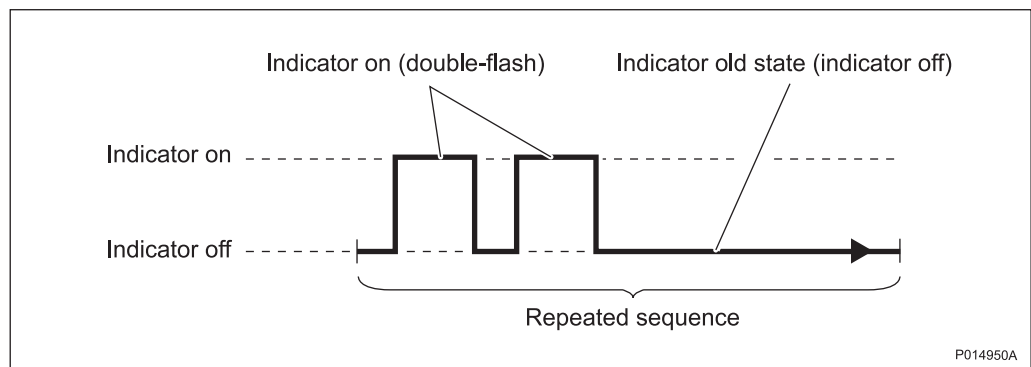 Indicator on (double-flash)
Indicator old state (indicator off)
Indicator on
Indicator off
Repeated sequence
P014950A